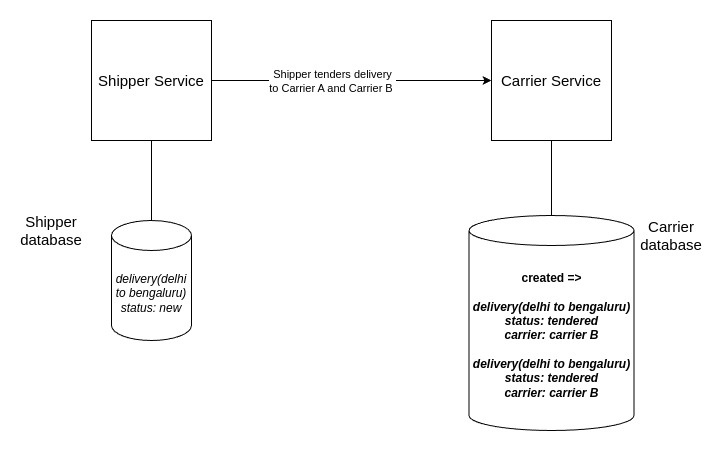 Shipper Service
Shipper tenders delivery
to Carrier A and Carrier B
Carrier Service
Shipper
database
delivery(delhi
to bengaluru)
status: new
Carrier
database
created =>
delivery(delhi to bengaluru)
status: tendered
carrier: carrier B
delivery(delhi to bengaluru)
status: tendered
carrier: carrier B